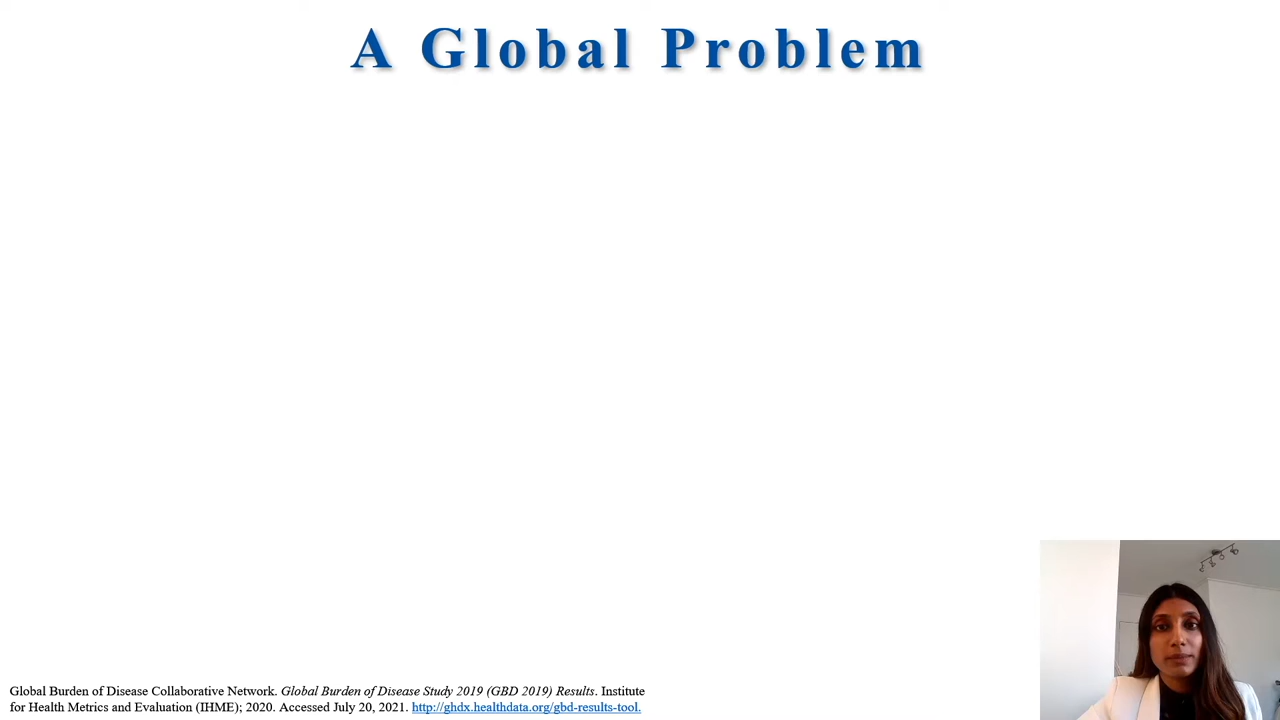 A Global Problem
Global Burden of Disease Collaborative Network. Global Burden of Disease Study 2019 (GBD 2019) Results. Institute
for Health Metrics and Evaluation (IHME); 2020. Accessed July 20, 2021. http://ghdx.healthdata.org/gbd-results-tool.